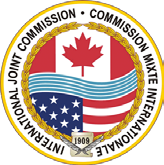 INTERNATIONAL JOINT COMMISSION • COMMISSION MIXTE INTERNATIONALE
1909